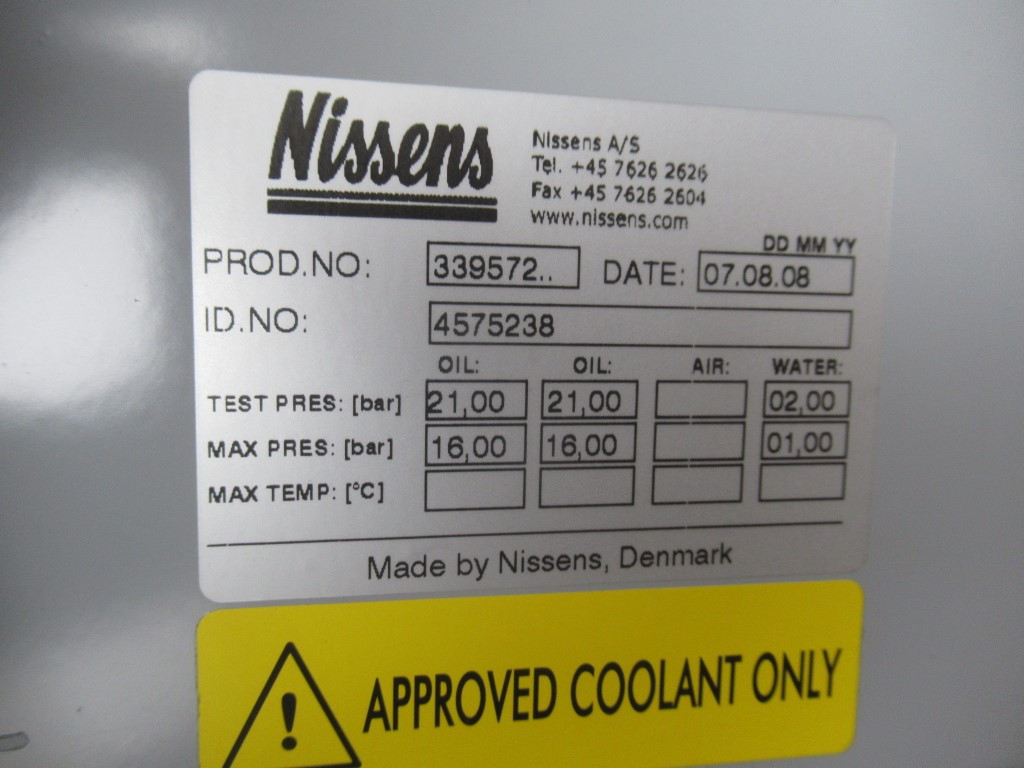 Nissens
Nissens A/S
Tel. +45 7626 2626
Fax +45 7626 2604
www.nissens.com
DD MM YY
PROD.NO: 339572.. DATE: 07.08.08
ID.NO: 4575238
OIL: OIL: AIR: WATER:
TEST PRES: [bar] 21,00 21,00 02,00
MAX PRES: [bar] 16,00 16,00 01,00
MAX TEMP: [°C]
Made by Nissens, Denmark
! APPROVED COOLANT ONLY